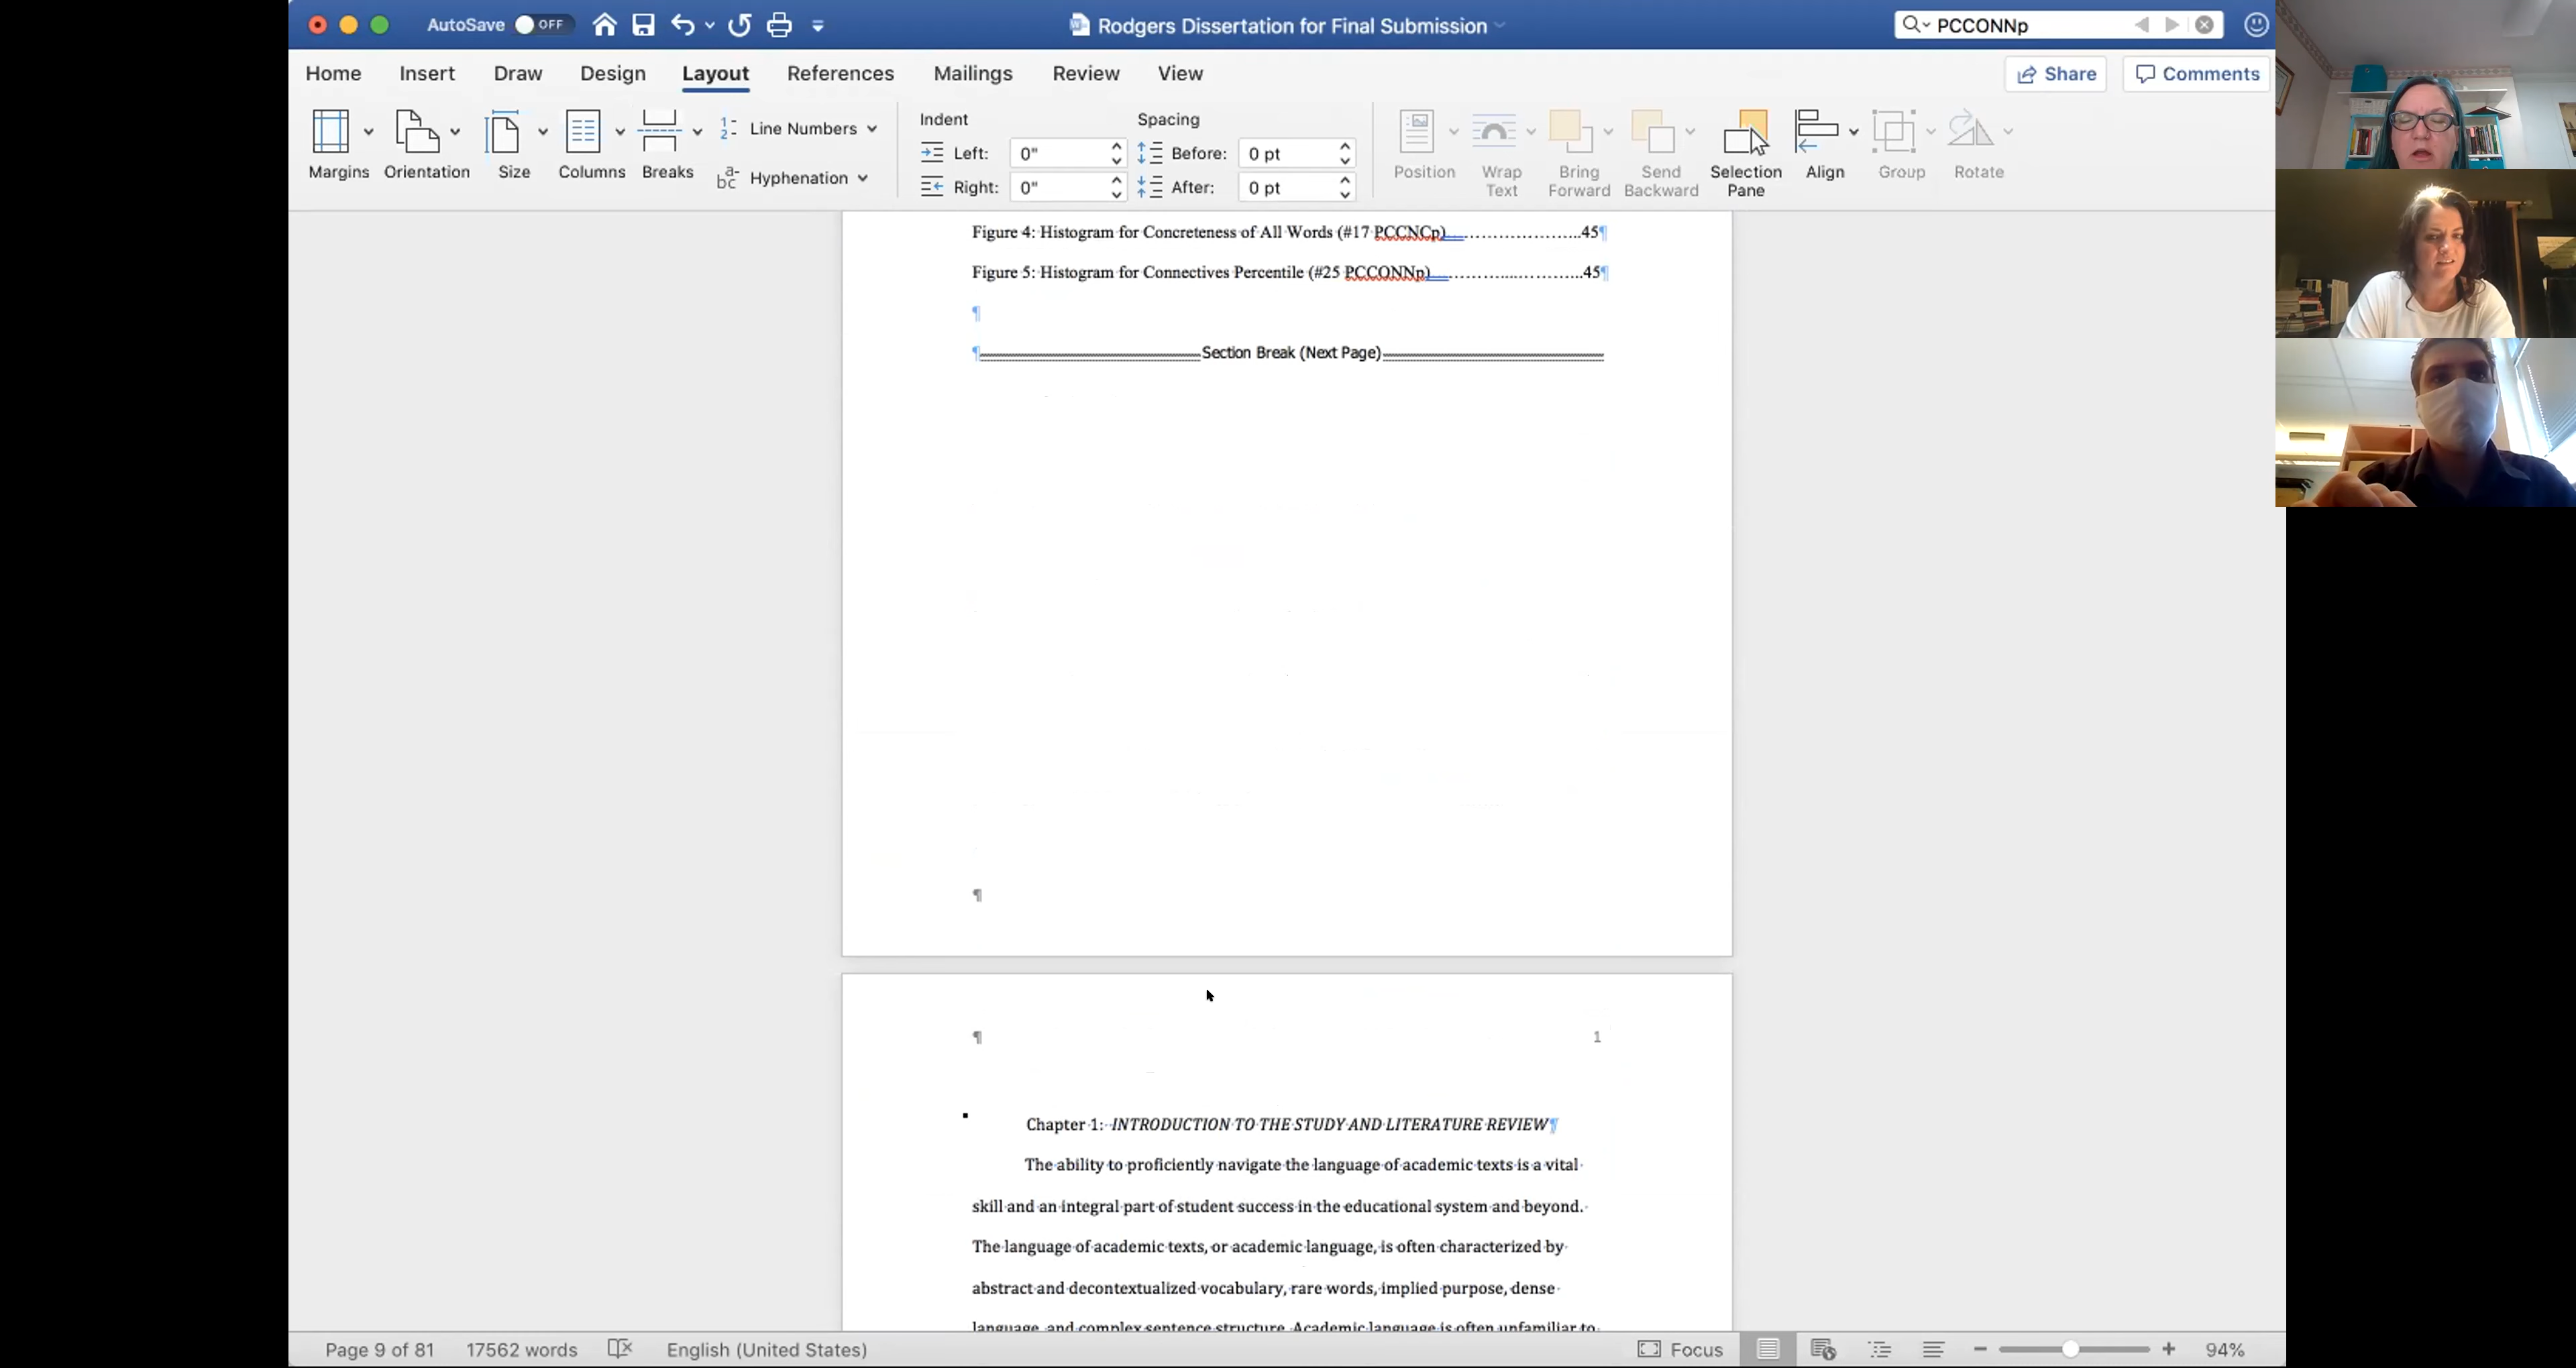 AutoSave OFF
Rodgers Dissertation for Final Submission
PCCONNp
Home Insert Draw Design Layout References Mailings Review View
Share Comments
Margins Orientation Size Columns Breaks
Line Numbers
Hyphenation
Indent
Left: 0"
Right: 0"
Spacing
Before: 0 pt
After: 0 pt
Position
Wrap Text
Bring Forward
Send Backward
Selection Pane
Align
Group
Rotate
Figure 4: Histogram for Concreteness of All Words (#17 PCCNCp)……………………..45¶
Figure 5: Histogram for Connectives Percentile (#25 PCCONNp)……………………..45¶
¶
¶Section Break (Next Page)
¶
¶ 1
Chapter 1: INTRODUCTION TO THE STUDY AND LITERATURE REVIEW¶
The ability to proficiently navigate the language of academic texts is a vital
skill and an integral part of student success in the educational system and beyond.
The language of academic texts, or academic language, is often characterized by
abstract and decontextualized vocabulary, rare words, implied purpose, dense
language, and complex sentence structure. Academic language is often unfamiliar to
Page 9 of 81 17562 words English (United States) Focus 94%